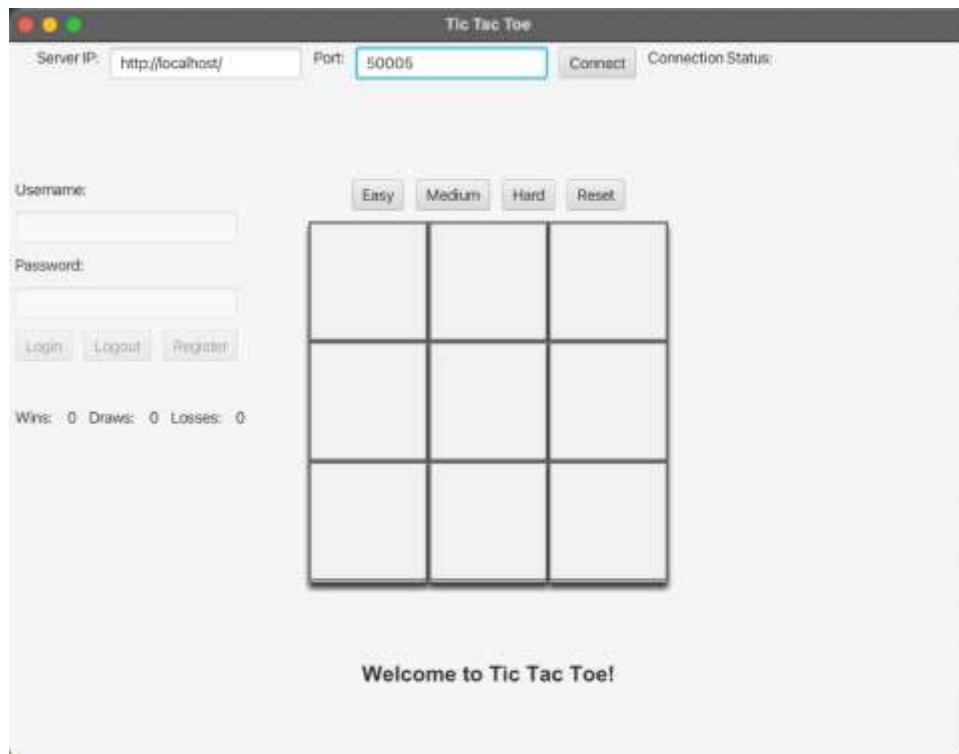 Tic Tac Toe
Server IP: http://localhost/ Port: 50005 Connect Connection Status:
Username:
Easy Medium Hard Reset
Password:
Login Logout Register
Wins: 0 Draws: 0 Losses: 0
Welcome to Tic Tac Toe!